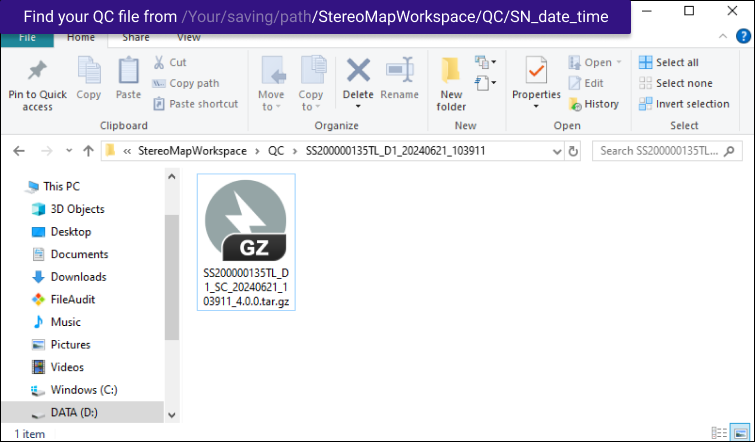 Find your QC file from /Your/saving/path/StereoMapWorkspace/QC/SN_date_time
File
Home
Share
View
Pin to Quick access
Copy
Paste
Cut
Copy path
Paste shortcut
Clipboard
Move to
Copy to
Delete
Rename
Organize
New folder
New
Properties
Open
Edit
History
Open
Select all
Select none
Invert selection
Select
« StereoMapWorkspace > QC > SS200000135TL_D1_20240621_103911
Search SS200000135TL...
This PC
3D Objects
Desktop
Documents
Downloads
FileAudit
Music
Pictures
Videos
Windows (C:)
DATA (D:)
GZ
SS200000135TL_D
1_SC_20240621_1
03911_4.0.0.tar.gz
1 item